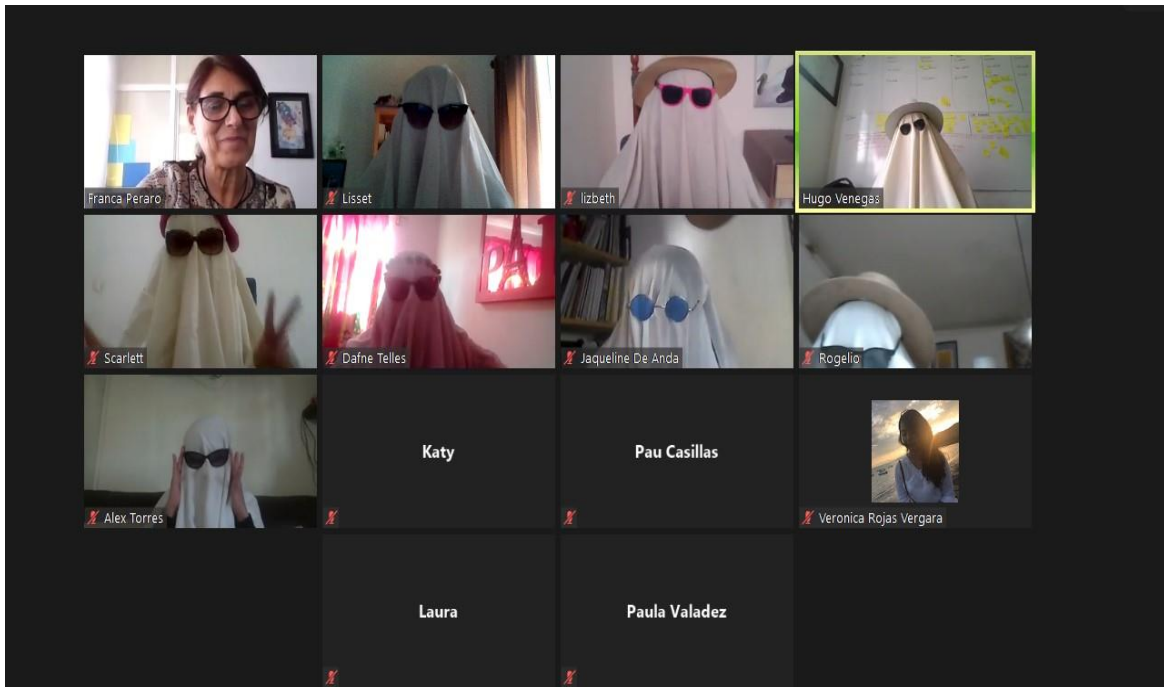 Franca Peraro
Lisset
lizbeth
Hugo Venegas
Scarlett
Dafne Telles
PA
Jaqueline De Anda
Rogelio
Alex Torres
Katy
Pau Casillas
Veronica Rojas Vergara
Laura
Paula Valadez